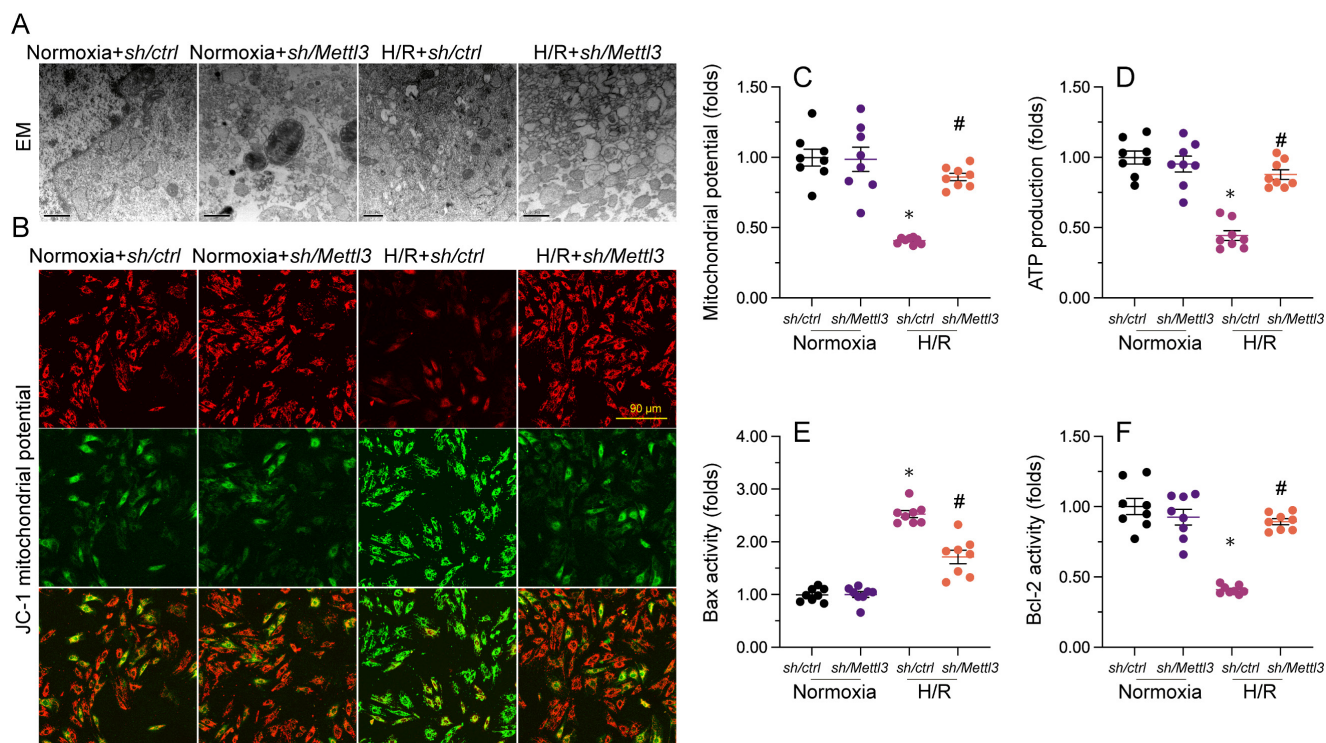 A
Normoxia+sh/ctrl Normoxia+sh/Mettl3 H/R+sh/ctrl H/R+sh/Mettl3
EM
B
Normoxia+sh/ctrl Normoxia+sh/Mettl3 H/R+sh/ctrl H/R+sh/Mettl3
JC-1 mitochondrial potential
90 µm
C
Mitochondrial potential (folds)
1.50
1.00
0.50
0.00
#
*
sh/ctrl sh/Mettl3 sh/ctrl sh/Mettl3
Normoxia H/R
D
ATP production (folds)
1.50
1.00
0.50
0.00
#
*
sh/ctrl sh/Mettl3 sh/ctrl sh/Mettl3
Normoxia H/R
E
Bax activity (folds)
4.00
3.00
2.00
1.00
0.00
*
#
sh/ctrl sh/Mettl3 sh/ctrl sh/Mettl3
Normoxia H/R
F
Bcl-2 activity (folds)
1.50
1.00
0.50
0.00
#
*
sh/ctrl sh/Mettl3 sh/ctrl sh/Mettl3
Normoxia H/R